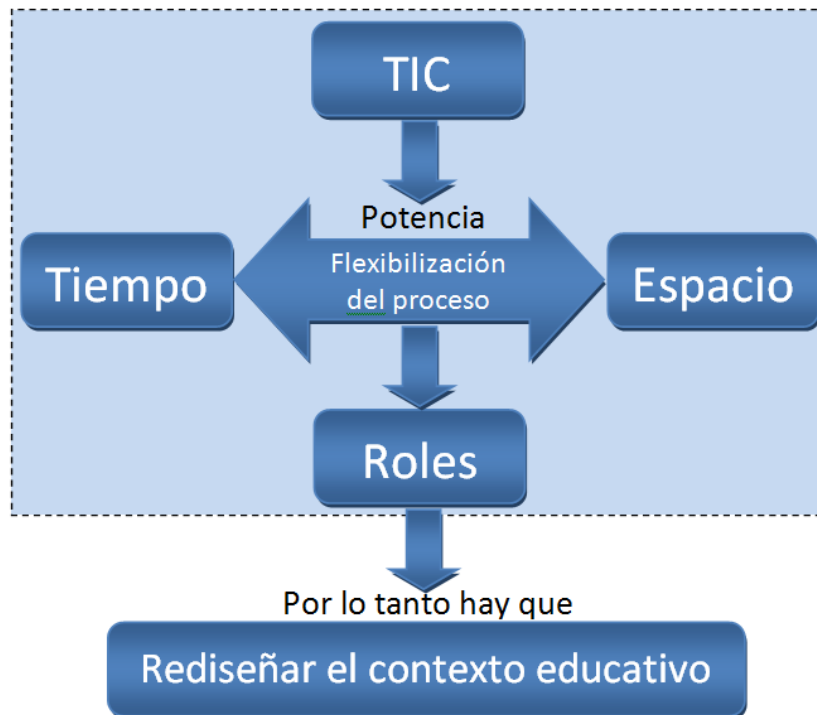 TIC
Potencia
Tiempo
Flexibilización
del proceso
Espacio
Roles
Por lo tanto hay que
Rediseñar el contexto educativo